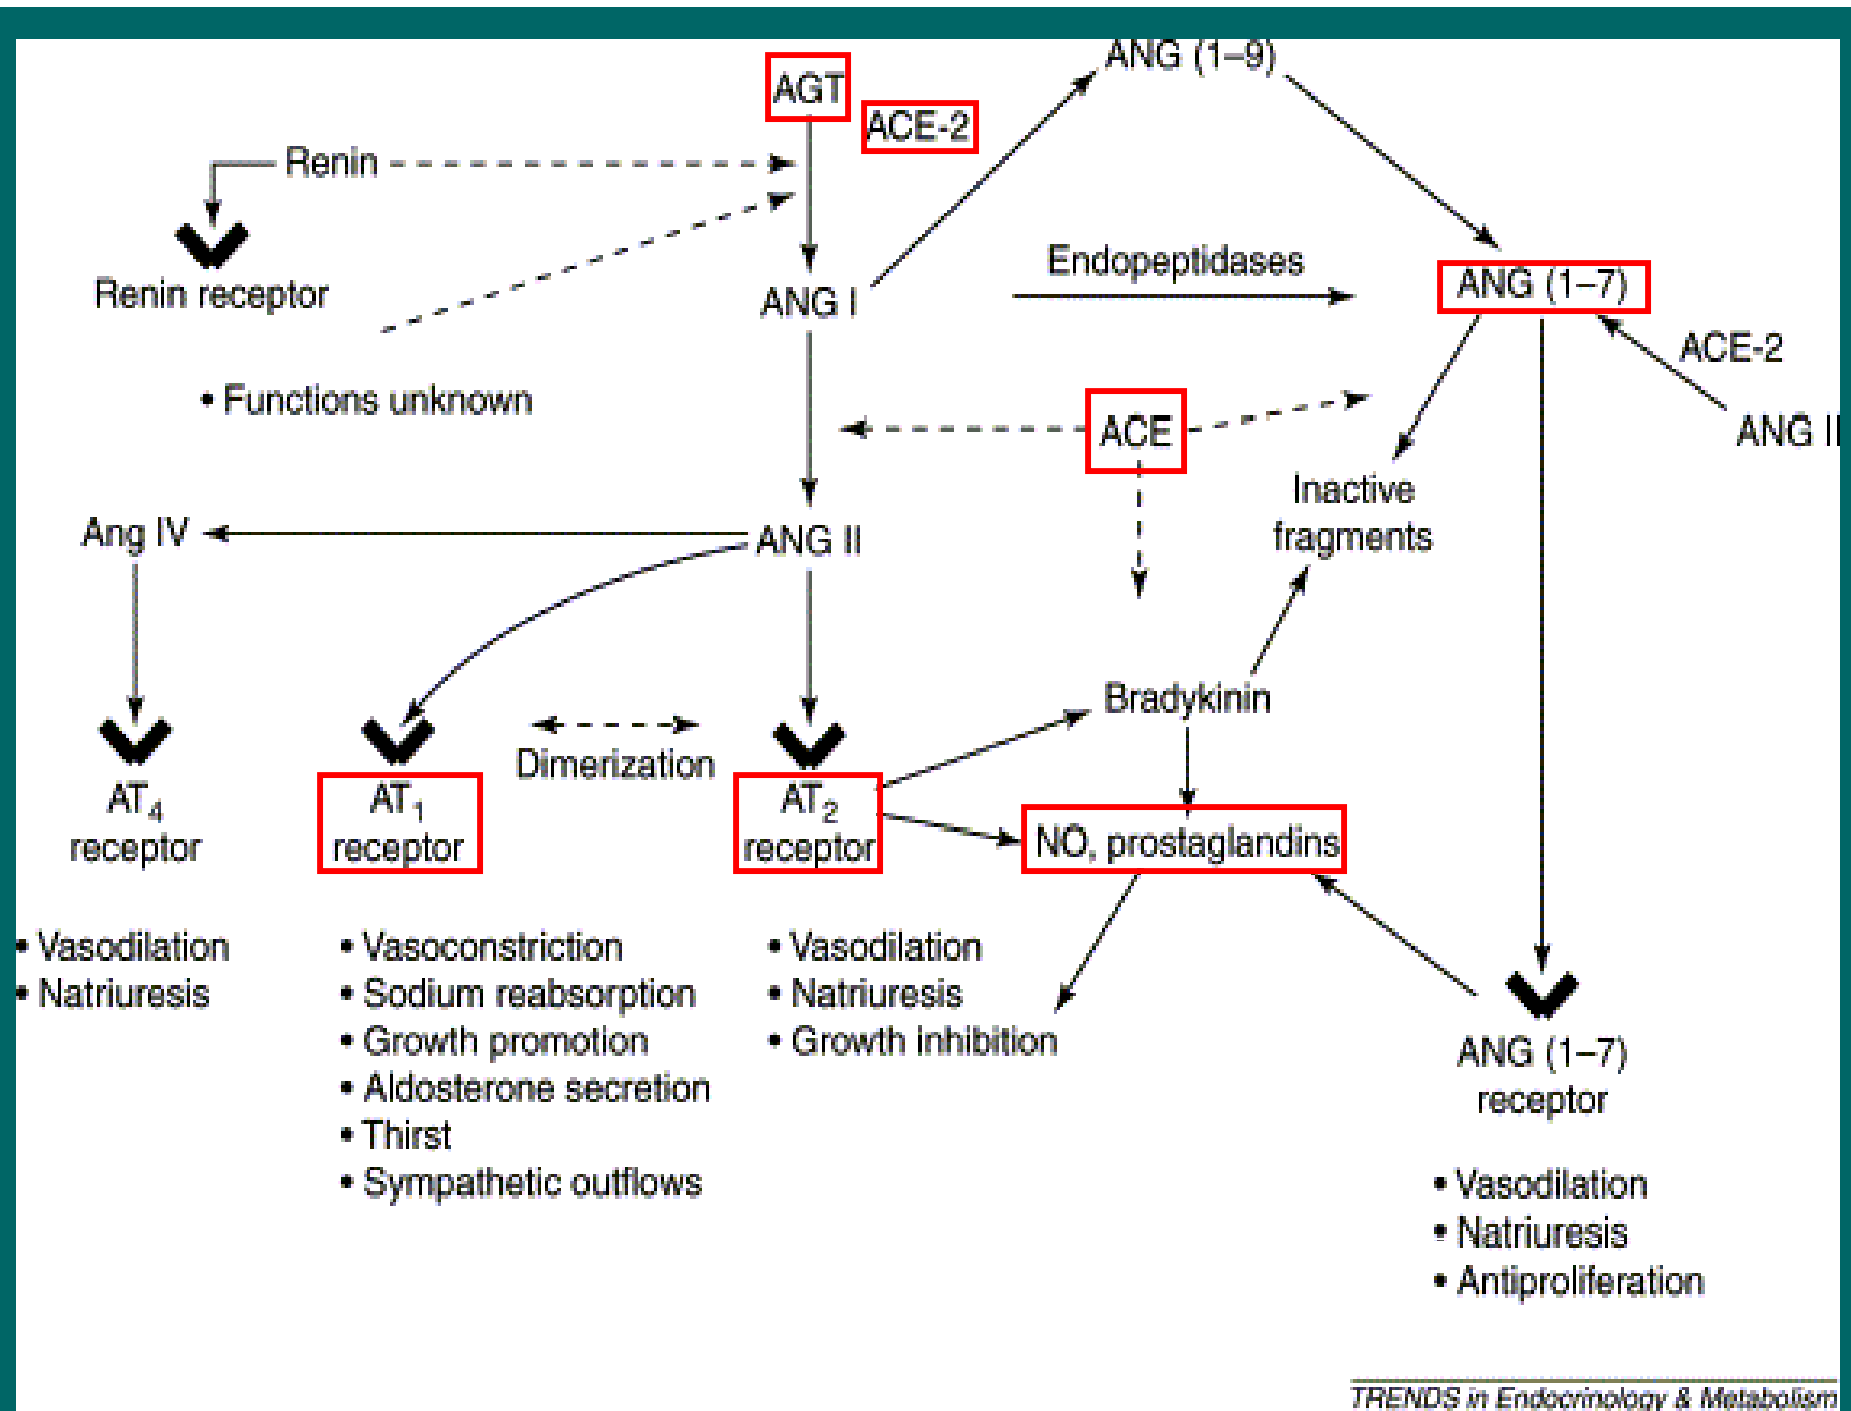 ANG (1–9)
AGT
ACE-2
Renin
Renin receptor
Endopeptidases
ANG I
ANG (1–7)
ACE-2
• Functions unknown
ACE
ANG II
Inactive
fragments
Ang IV
ANG II
Bradykinin
Dimerization
AT4
receptor
AT1
receptor
AT2
receptor
NO, prostaglandins
• Vasodilation
• Natriuresis
• Vasoconstriction
• Sodium reabsorption
• Growth promotion
• Aldosterone secretion
• Thirst
• Sympathetic outflows
• Vasodilation
• Natriuresis
• Growth inhibition
ANG (1–7)
receptor
• Vasodilation
• Natriuresis
• Antiproliferation
TRENDS in Endocrinology & Metabolism